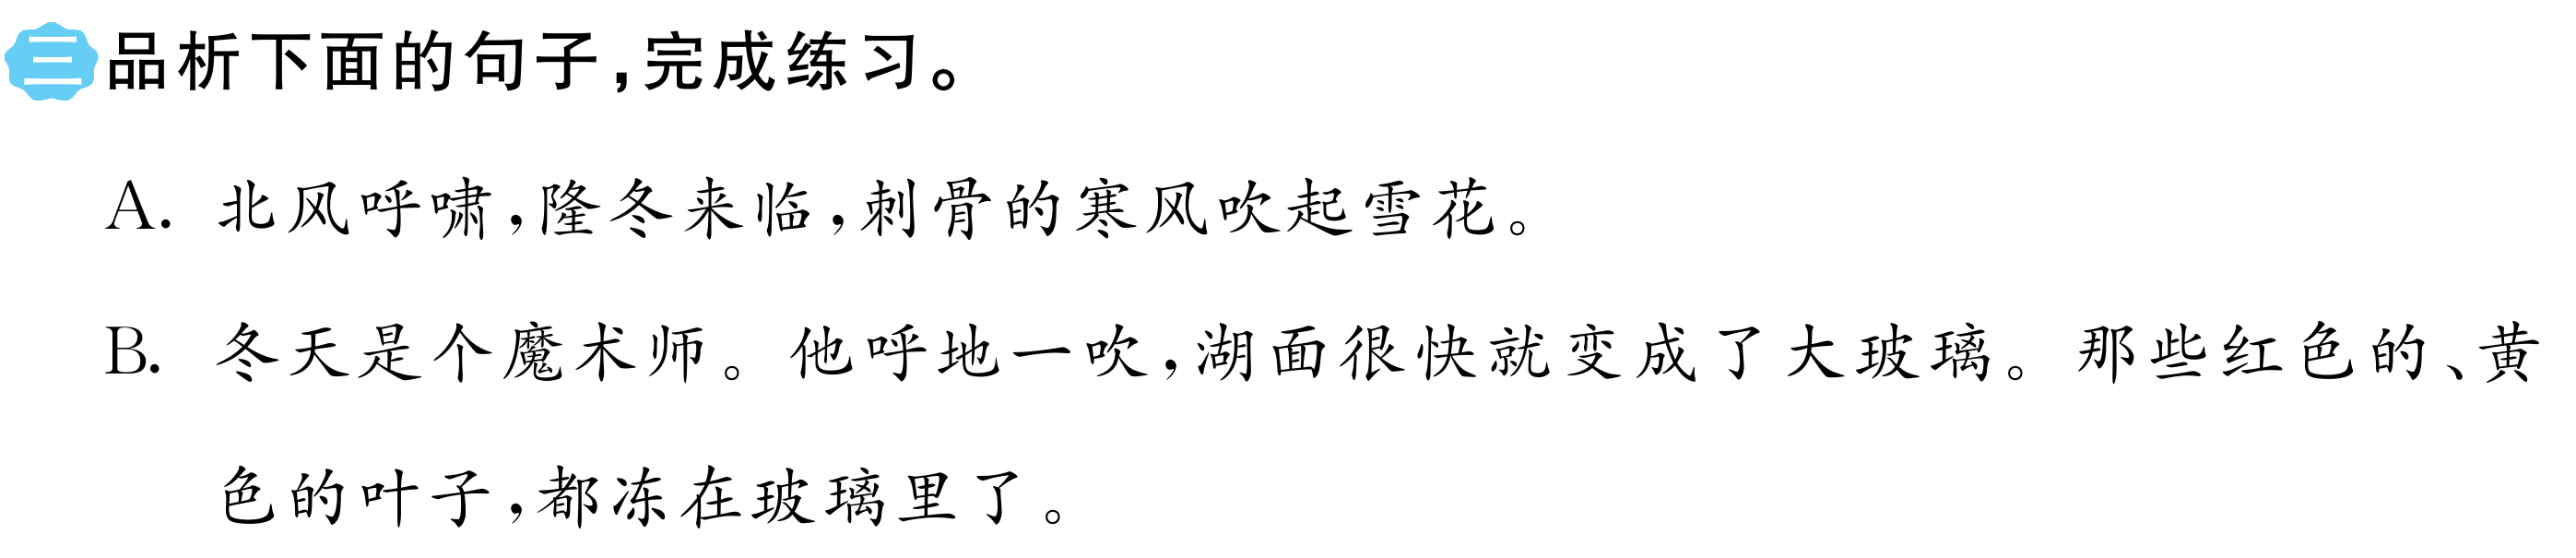 三 品析下面的句子,完成练习。
A. 北风呼啸,隆冬来临,刺骨的寒风吹起雪花。
B. 冬天是个魔术师。他呼地一吹,湖面很快就变成了大玻璃。那些红色的、黄
色的叶子,都冻在玻璃里了。